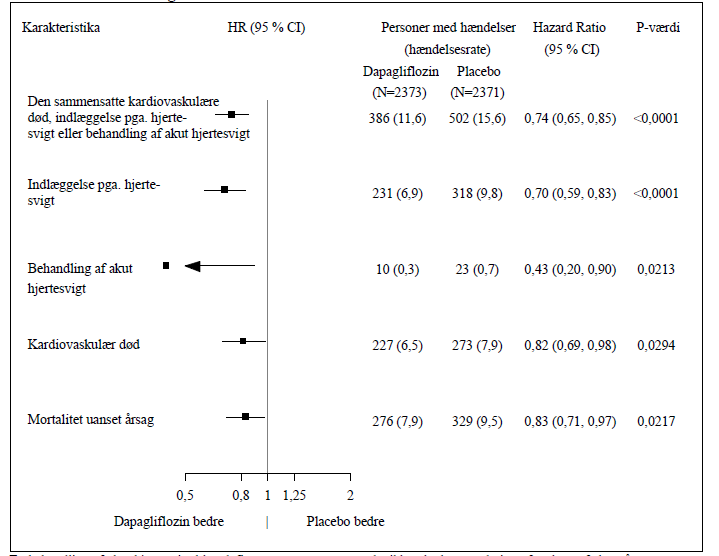 Karakteristika HR (95 % CI) Personer med hændelser Hazard Ratio P-værdi
(hændelsesrate) (95 % CI)
Dapagliflozin Placebo
(N=2373) (N=2371)
Den sammensatte kardiovaskulære
død, indlæggelse pga. hjerte-
svigt eller behandling af akut hjertesvigt
386 (11,6) 502 (15,6) 0,74 (0,65, 0,85) <0,0001
Indlæggelse pga. hjerte-
svigt
231 (6,9) 318 (9,8) 0,70 (0,59, 0,83) <0,0001
Behandling af akut
hjertesvigt
10 (0,3) 23 (0,7) 0,43 (0,20, 0,90) 0,0213
Kardiovaskulær død 227 (6,5) 273 (7,9) 0,82 (0,69, 0,98) 0,0294
Mortalitet uanset årsag 276 (7,9) 329 (9,5) 0,83 (0,71, 0,97) 0,0217
0,5 0,8 1 1,25 2
Dapagliflozin bedre | Placebo bedre